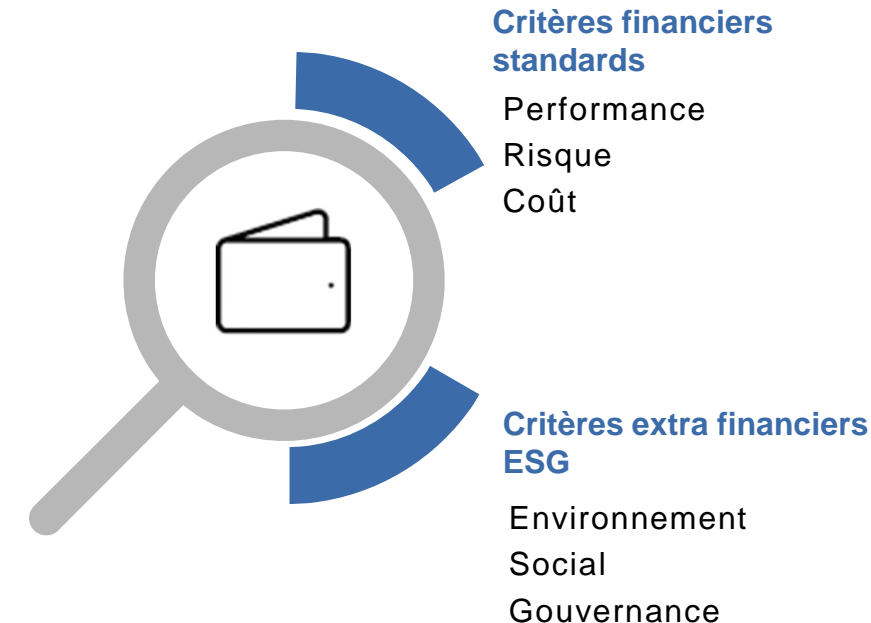 Critères financiers
standards
Performance
Risque
Coût
Critères extra financiers
ESG
Environnement
Social
Gouvernance